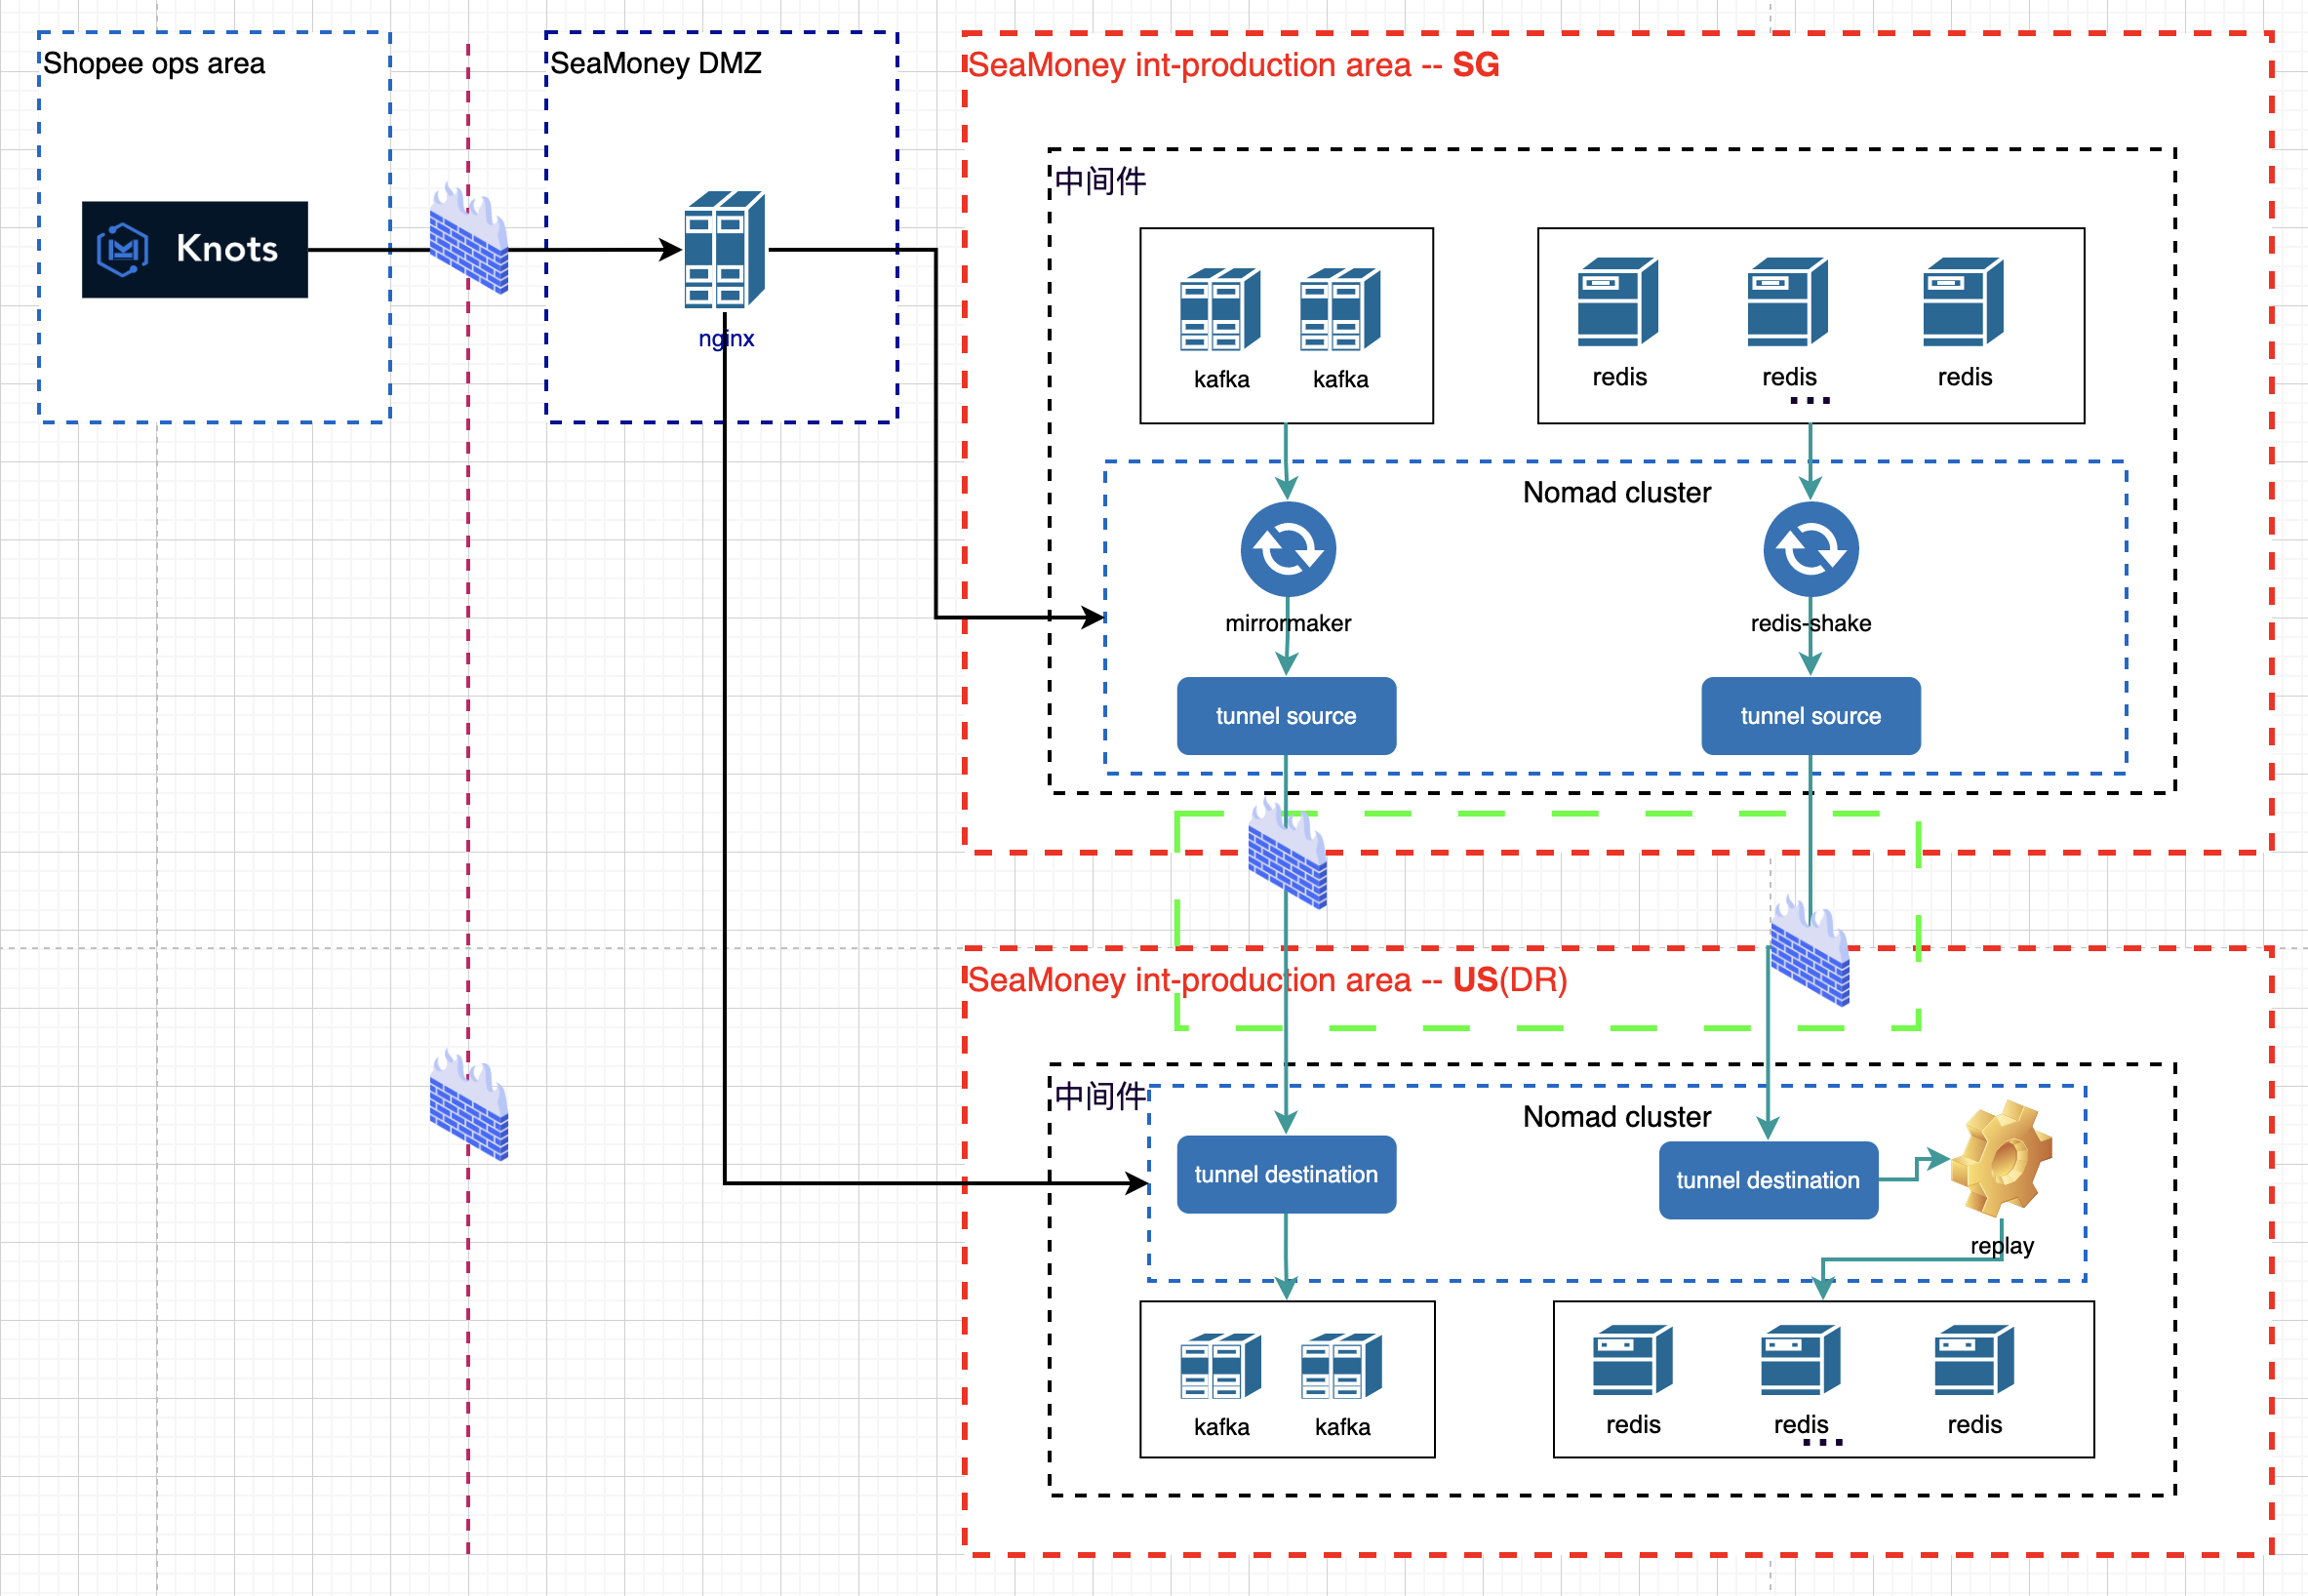 Shopee ops area
SeaMoney DMZ
SeaMoney int-production area -- SG
中间件
Knots
nginx
kafka
kafka
redis
redis
redis
...
Nomad cluster
mirrormaker
redis-shake
tunnel source
tunnel source
SeaMoney int-production area -- US(DR)
中间件
Nomad cluster
tunnel destination
tunnel destination
replay
kafka
kafka
redis
redis
redis
...